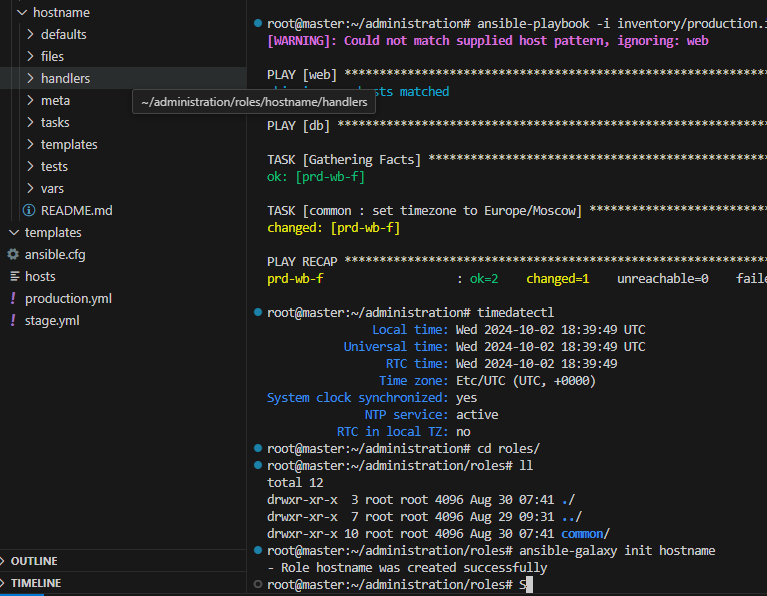 hostname
defaults
files
handlers
meta
tasks
templates
tests
vars
README.md
templates
ansible.cfg
hosts
production.yml
stage.yml
OUTLINE
TIMELINE
~/administration/roles/hostname/handlers
root@master:~/administration# ansible-playbook -i inventory/production.
[WARNING]: Could not match supplied host pattern, ignoring: web
PLAY [web] ****************************************************************
matched
PLAY [db] *****************************************************************
TASK [Gathering Facts] ****************************************************
ok: [prd-wb-f]
TASK [common : set timezone to Europe/Moscow] *****************************
changed: [prd-wb-f]
PLAY RECAP ****************************************************************
prd-wb-f : ok=2 changed=1 unreachable=0 faile
root@master:~/administration# timedatectl
Local time: Wed 2024-10-02 18:39:49 UTC
Universal time: Wed 2024-10-02 18:39:49 UTC
RTC time: Wed 2024-10-02 18:39:49
Time zone: Etc/UTC (UTC, +0000)
System clock synchronized: yes
NTP service: active
RTC in local TZ: no
root@master:~/administration# cd roles/
root@master:~/administration/roles# ll
total 12
drwxr-xr-x 3 root root 4096 Aug 30 07:41 ./
drwxr-xr-x 7 root root 4096 Aug 29 09:31 ../
drwxr-xr-x 10 root root 4096 Aug 30 07:41 common/
root@master:~/administration/roles# ansible-galaxy init hostname
- Role hostname was created successfully
root@master:~/administration/roles# S